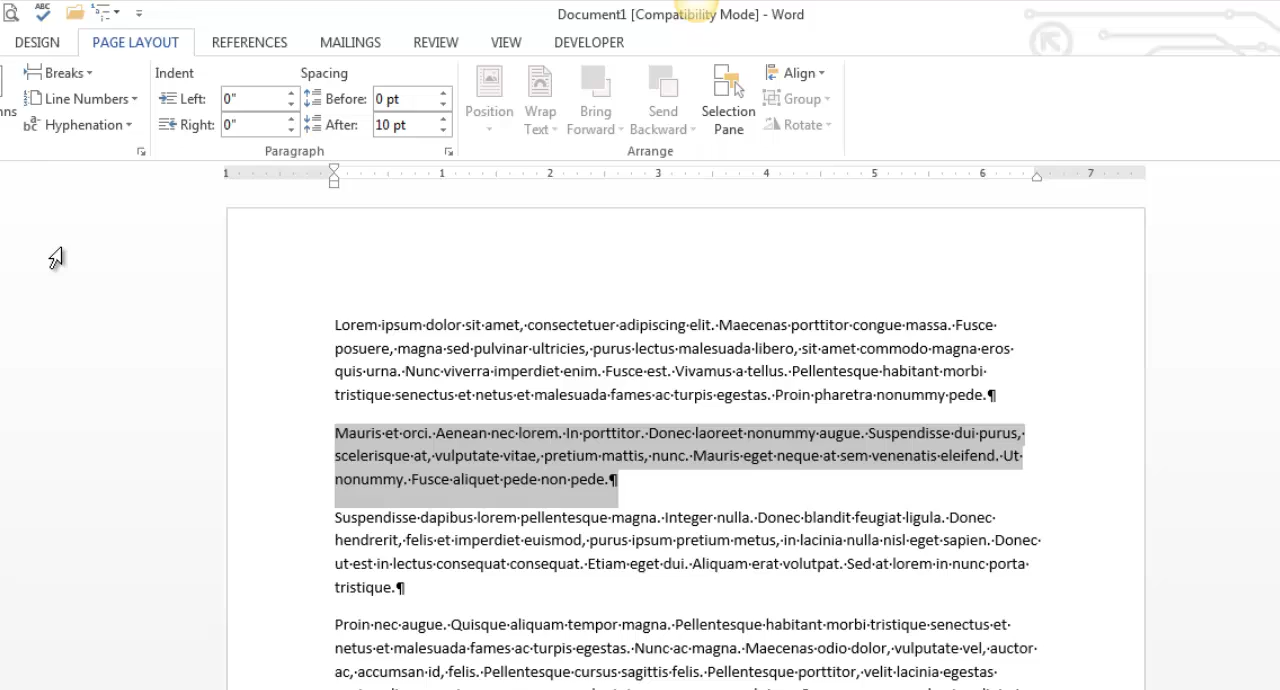 ABC
Document1 [Compatibility Mode] - Word
DESIGN PAGE LAYOUT REFERENCES MAILINGS REVIEW VIEW DEVELOPER
Breaks
Line Numbers
Hyphenation
Indent
Left: 0"
Right: 0"
Spacing
Before: 0 pt
After: 10 pt
Paragraph
Position
Wrap
Text
Bring
Forward
Send
Backward
Selection
Pane
Align
Group
Rotate
Arrange
1 1 2 3 4 5 6 7
Lorem·ipsum·dolor·sit·amet,·consectetuer·adipiscing·elit.·Maecenas·porttitor·congue·massa.·Fusce·
posuere,·magna·sed·pulvinar·ultricies,·purus·lectus·malesuada·libero,·sit·amet·commodo·magna·eros·
quis·urna.·Nunc·viverra·imperdiet·enim.·Fusce·est.·Vivamus·a·tellus.·Pellentesque·habitant·morbi·
tristique·senectus·et·netus·et·malesuada·fames·ac·turpis·egestas.·Proin·pharetra·nonummy·pede.¶
Mauris·et·orci.·Aenean·nec·lorem.·In·porttitor.·Donec·laoreet·nonummy·augue.·Suspendisse·dui·purus,·
scelerisque·at,·vulputate·vitae,·pretium·mattis,·nunc.·Mauris·eget·neque·at·sem·venenatis·eleifend.·Ut·
nonummy.·Fusce·aliquet·pede·non·pede.¶
Suspendisse·dapibus·lorem·pellentesque·magna.·Integer·nulla.·Donec·blandit·feugiat·ligula.·Donec·
hendrerit,·felis·et·imperdiet·euismod,·purus·ipsum·pretium·metus,·in·lacinia·nulla·nisl·eget·sapien.·Donec·
ut·est·in·lectus·consequat·consequat.·Etiam·eget·dui.·Aliquam·erat·volutpat.·Sed·at·lorem·in·nunc·porta·
tristique.¶
Proin·nec·augue.·Quisque·aliquam·tempor·magna.·Pellentesque·habitant·morbi·tristique·senectus·et·
netus·et·malesuada·fames·ac·turpis·egestas.·Nunc·ac·magna.·Maecenas·odio·dolor,·vulputate·vel,·auctor·
ac,·accumsan·id,·felis.·Pellentesque·cursus·sagittis·felis.·Pellentesque·porttitor,·velit·lacinia·egestas·